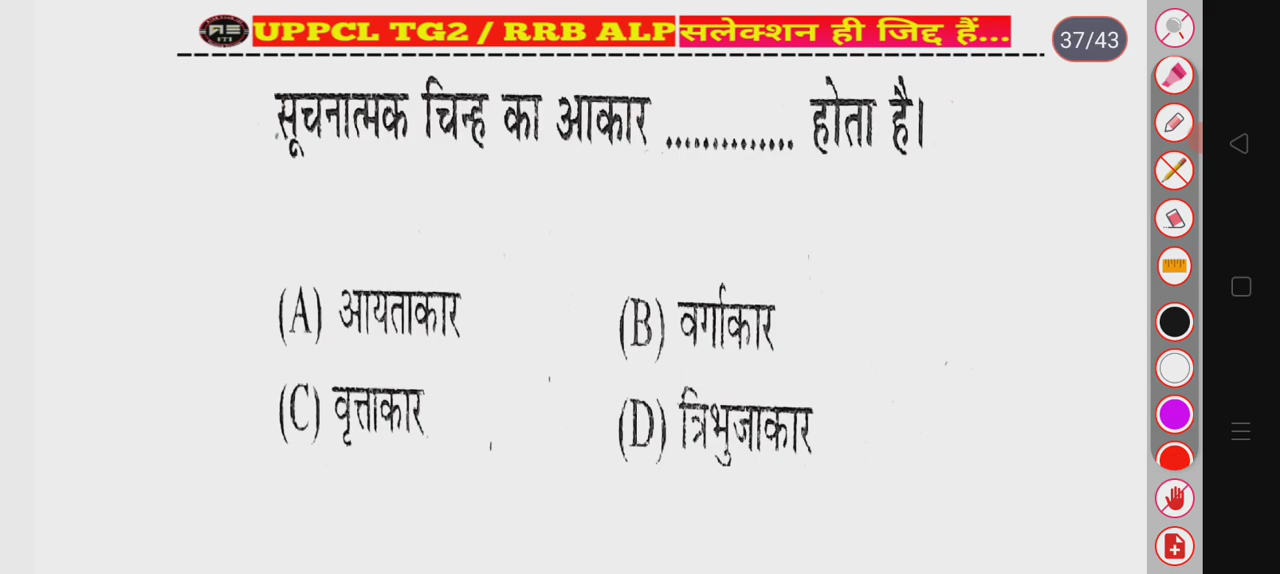 UPPCL TG2 / RRB ALP सलेक्शन ही जिद्द हैं...
37/43
सूचनात्मक चिन्ह का आकार .............. होता है।
(A) आयताकार (B) वर्गाकार
(C) वृत्ताकार (D) त्रिभुजाकार